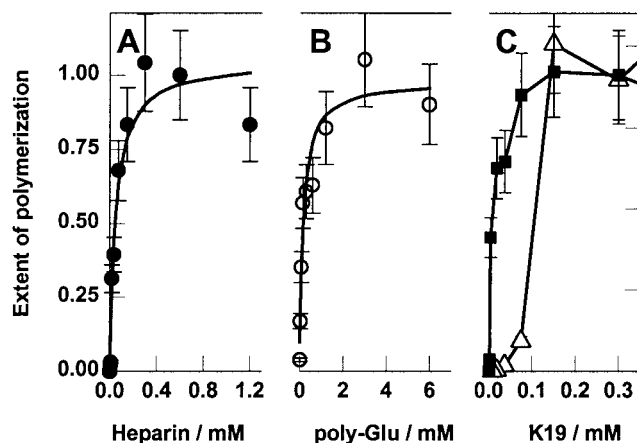 A
B
C
Extent of polymerization
1.00
0.75
0.50
0.25
0.00
0.0 0.4 0.8 1.2
0 3 6
0.0 0.1 0.2 0.3
Heparin / mM
poly-Glu / mM
K19 / mM